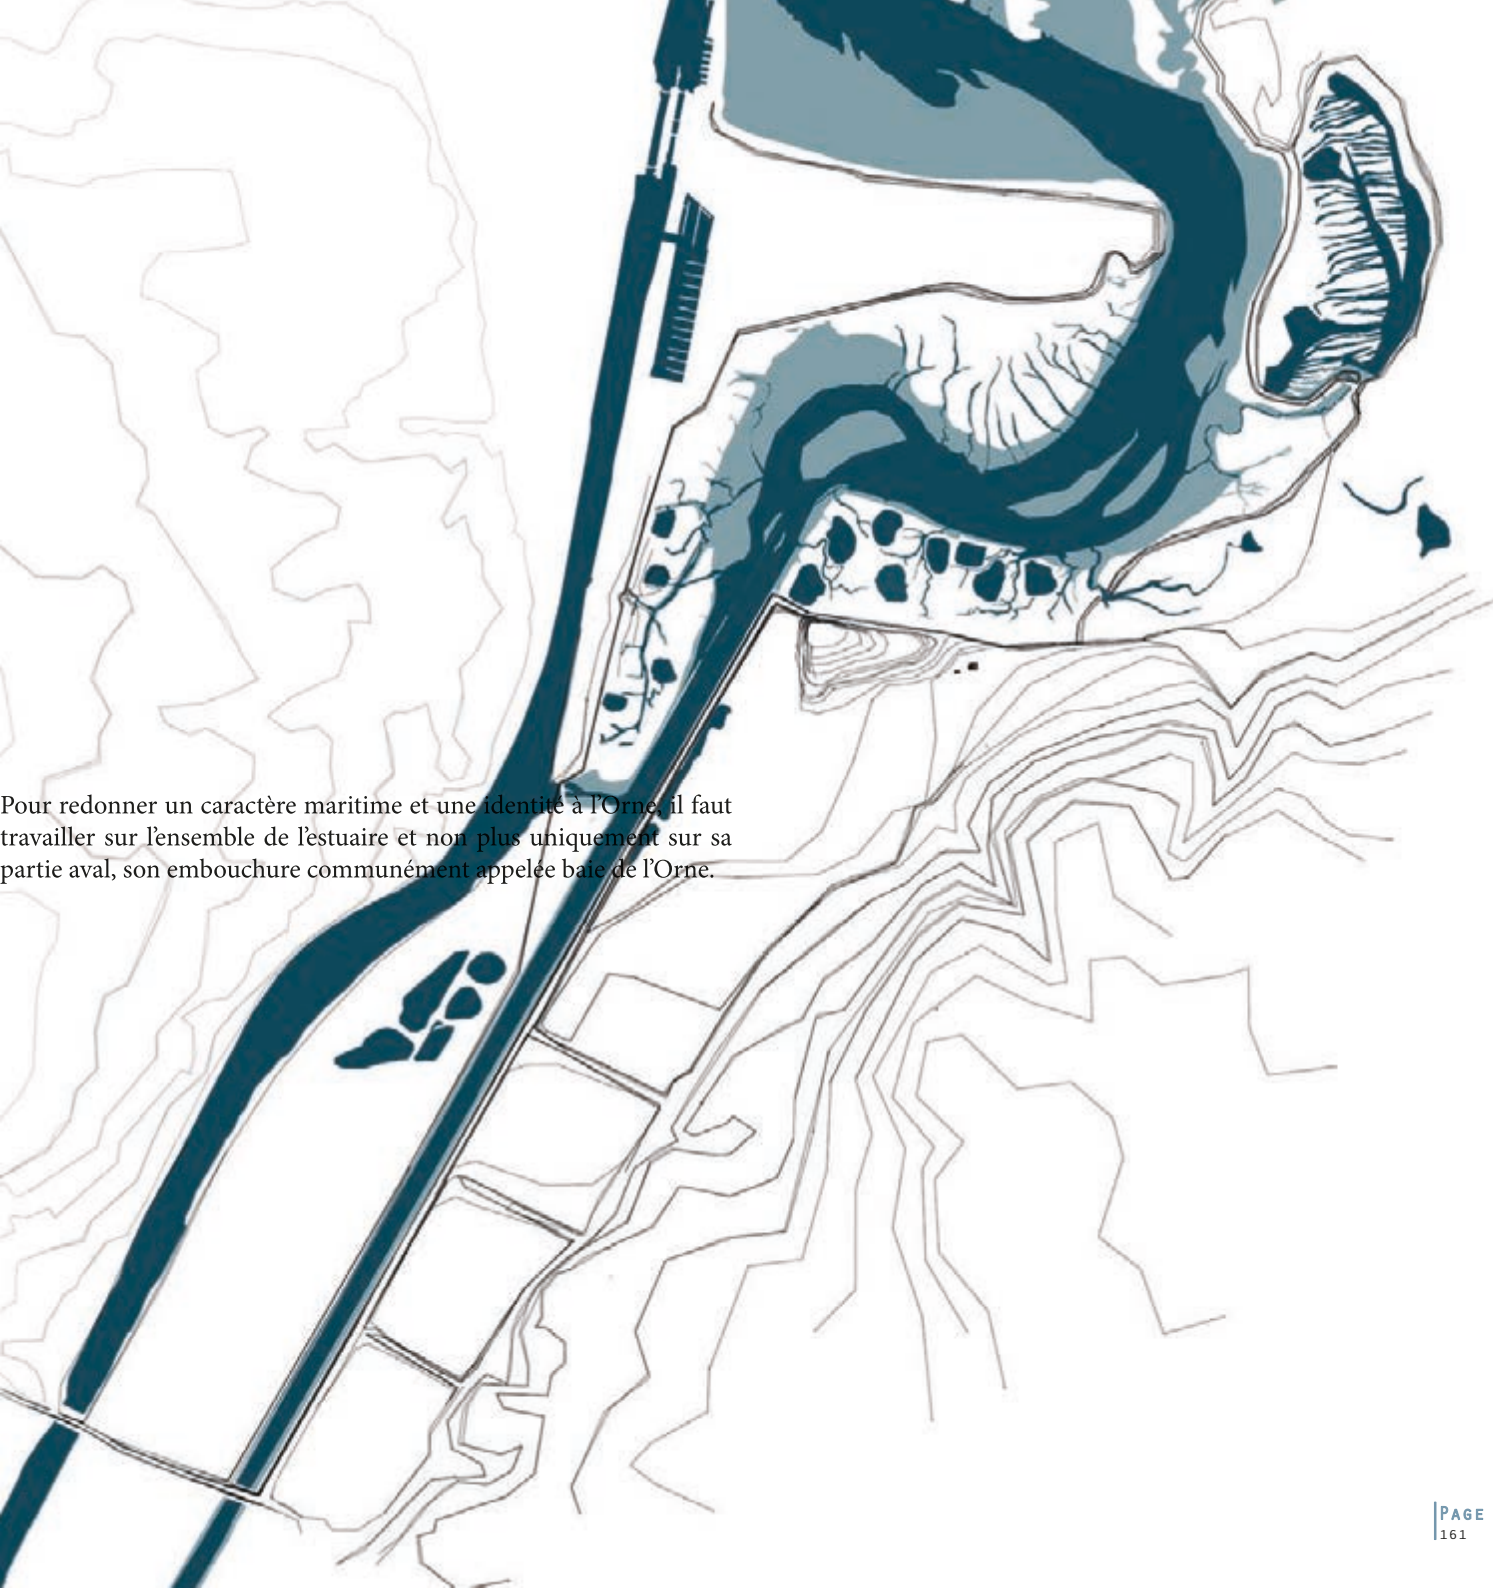 Pour redonner un caractère maritime et une identité à l’Orne, il faut
travailler sur l’ensemble de l’estuaire et non plus uniquement sur sa
partie aval, son embouchure communément appelée baie de l’Orne.
PAGE
161